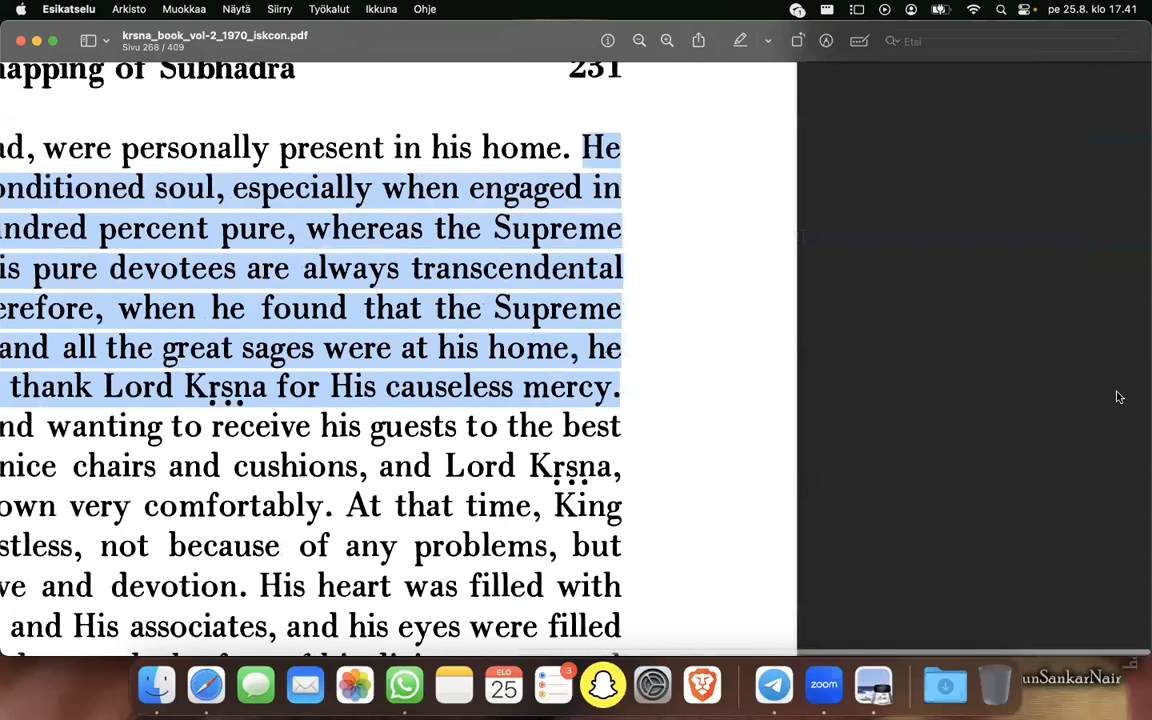 Esikatselu Arkisto Muokkaa Näytä Siirry Työkalut Ikkuna Ohje pe 25.8. klo 17.41
krsna_book_vol-2_1970_iskcon.pdf
Sivu 268 / 409
Etsi
napping of Subhadra 231
ad, were personally present in his home. He
onditioned soul, especially when engaged in
undred percent pure, whereas the Supreme
is pure devotees are always transcendental
erefore, when he found that the Supreme
and all the great sages were at his home, he
thank Lord Kṛṣṇa for His causeless mercy.
nd wanting to receive his guests to the best
nice chairs and cushions, and Lord Kṛṣṇa,
own very comfortably. At that time, King
stless, not because of any problems, but
ve and devotion. His heart was filled with
and His associates, and his eyes were filled
ELO
25
3
zoom
unSankarNair